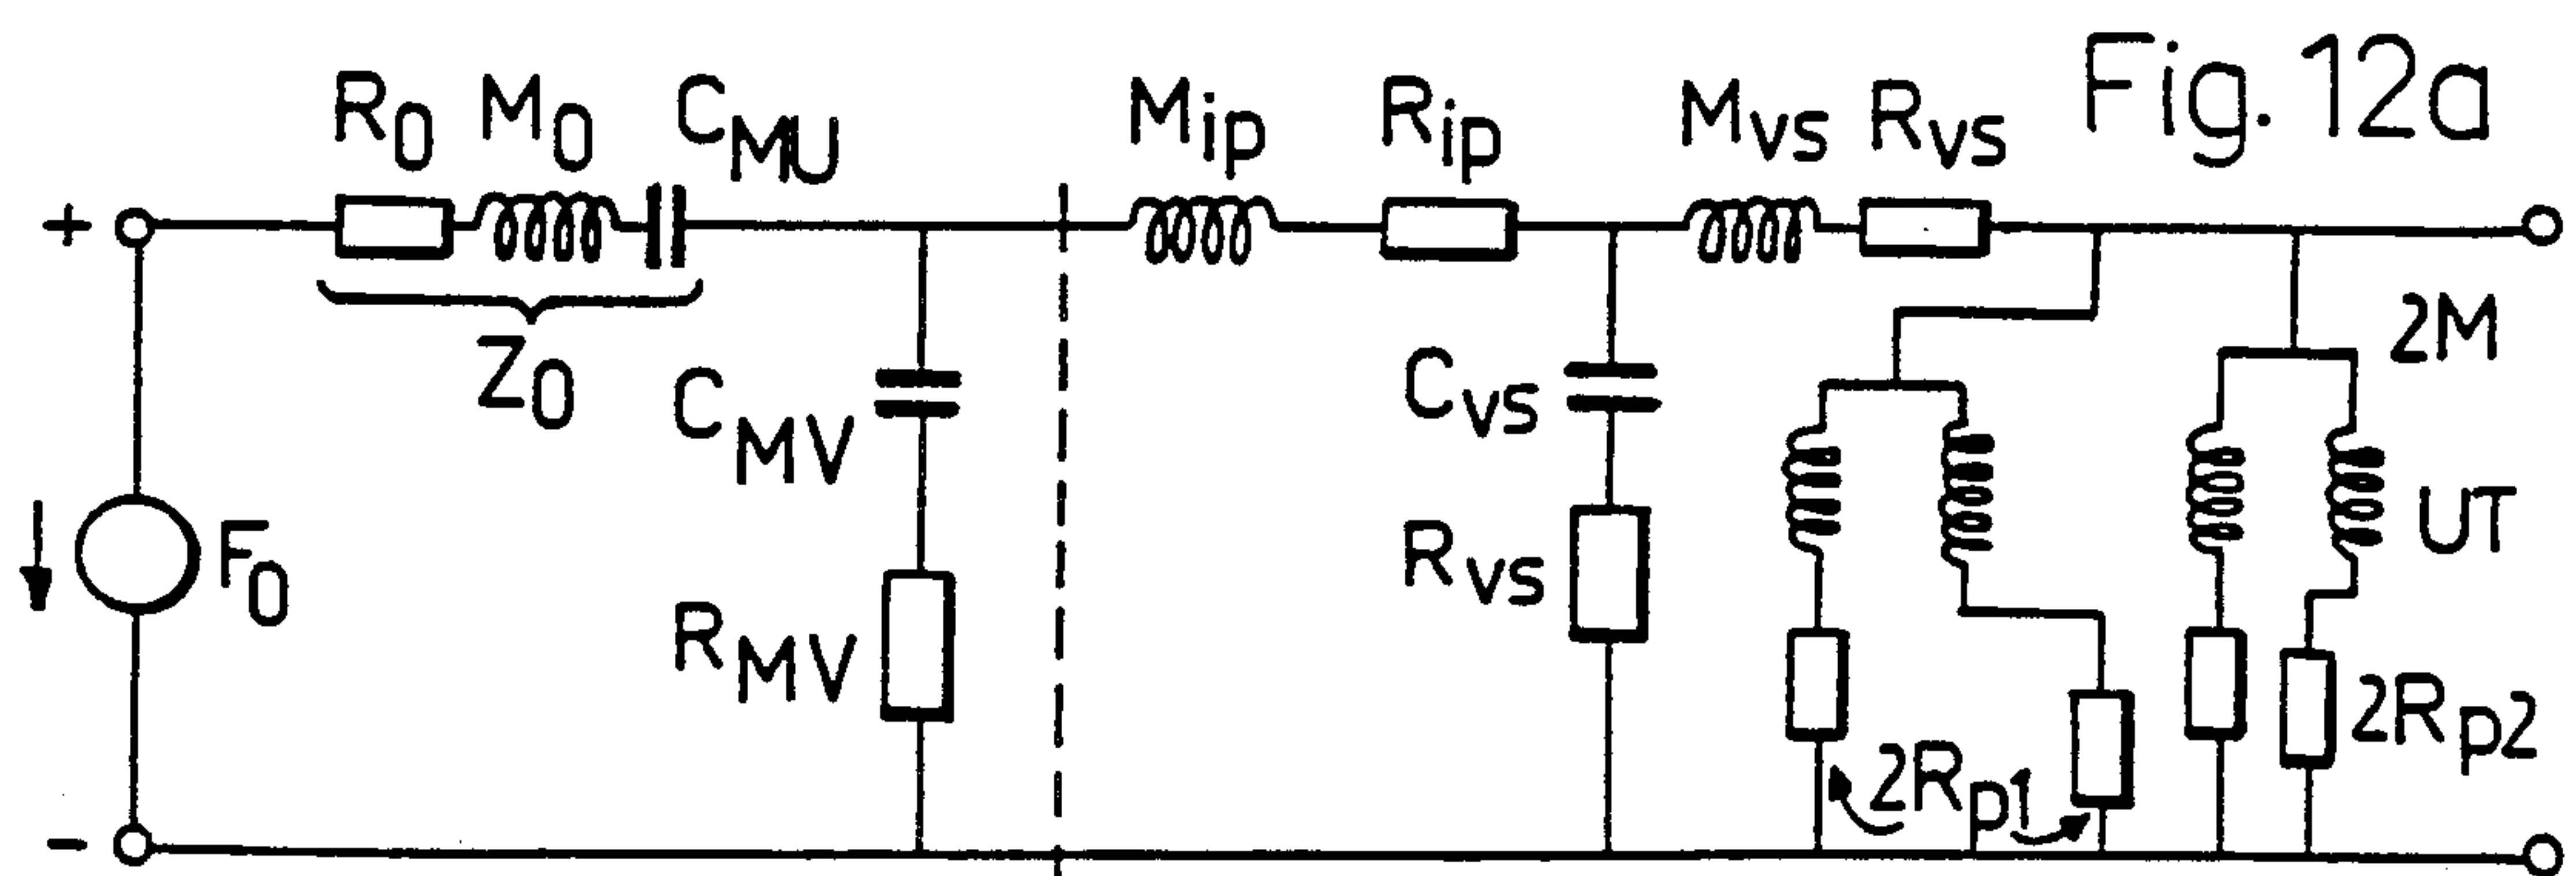 Fig. 12a
R0 M0 CMU Mip Rip Mvs Rvs
+
Z0
CMV
Cvs
2M
F0
Rvs
UT
RMV
2Rp1
2Rp2
-